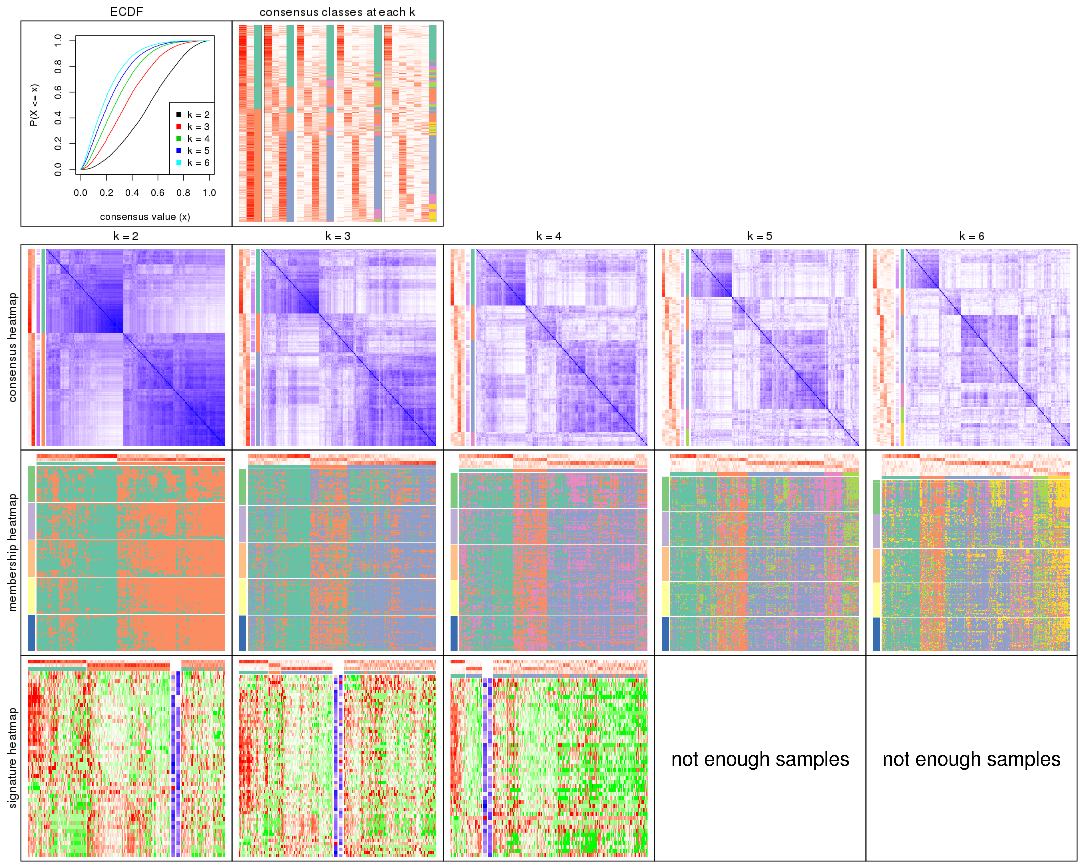 ECDF
consensus classes at each k
P(X <= x)
1.0
0.8
0.6
0.4
0.2
0.0
k = 2
k = 3
k = 4
k = 5
k = 6
0.0 0.2 0.4 0.6 0.8 1.0
consensus value (x)
k = 2 k = 3 k = 4 k = 5 k = 6
consensus heatmap
membership heatmap
signature heatmap
not enough samples
not enough samples